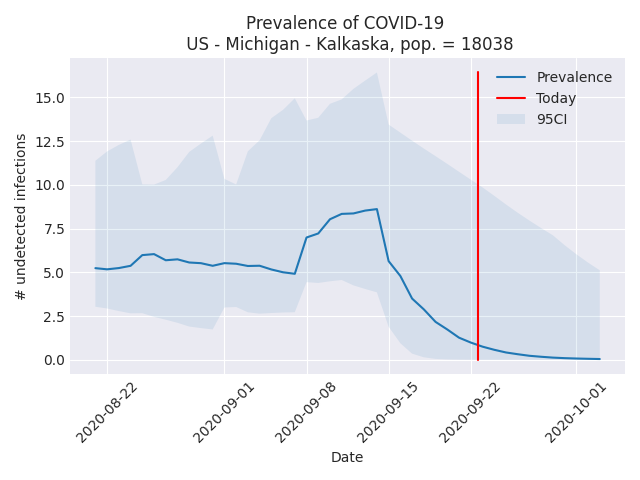 Prevalence of COVID-19
US - Michigan - Kalkaska, pop. = 18038
Prevalence
Today
95CI
# undetected infections
15.0
12.5
10.0
7.5
5.0
2.5
0.0
2020-08-22
2020-09-01
2020-09-08
2020-09-15
2020-09-22
2020-10-01
Date